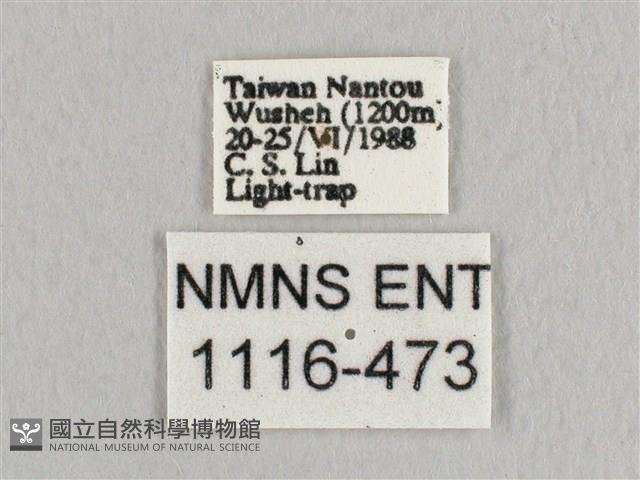 Taiwan Nantou
Wusheh (1200m)
20-25/VI/1988
C. S. Lin
Light-trap
NMNS ENT
1116-473
國立自然科學博物館
NATIONAL MUSEUM OF NATURAL SCIENCE